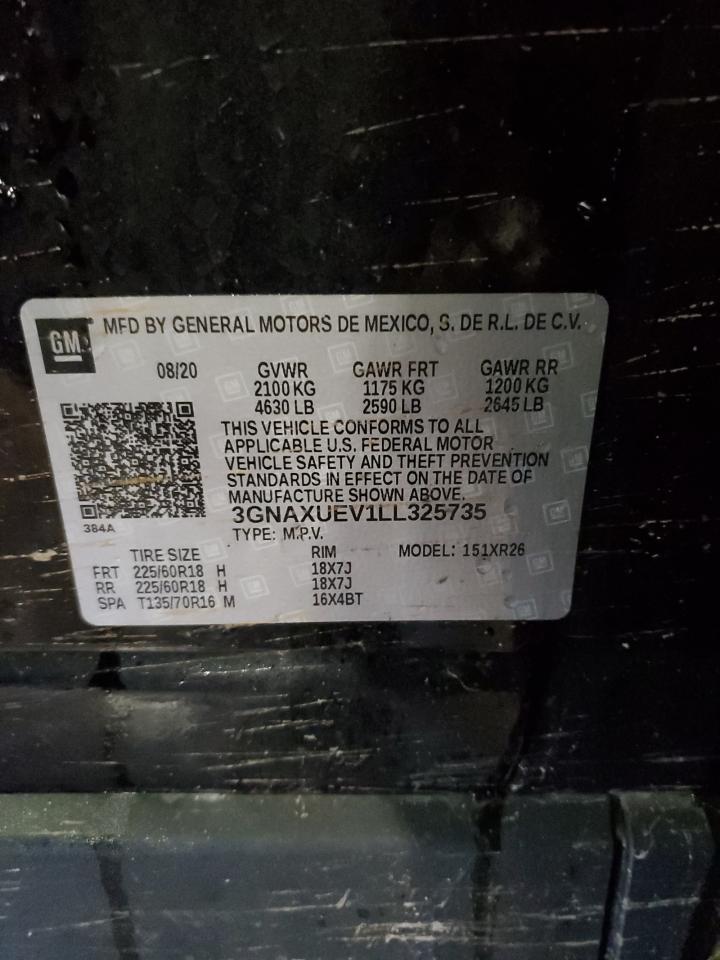 GM
MFD BY GENERAL MOTORS DE MEXICO, S. DE R.L. DE C.V.
08/20 GVWR GAWR FRT GAWR RR
2100 KG 1175 KG 1200 KG
4630 LB 2590 LB 2645 LB
THIS VEHICLE CONFORMS TO ALL
APPLICABLE U.S. FEDERAL MOTOR
VEHICLE SAFETY AND THEFT PREVENTION
STANDARDS IN EFFECT ON THE DATE OF
MANUFACTURE SHOWN ABOVE.
384A
3GNAXUEV1LL325735
TYPE: M.P.V.
TIRE SIZE RIM MODEL: 151XR26
FRT 225/60R18 H 18X7J
RR 225/60R18 H 18X7J
SPA T135/70R16 M 16X4BT